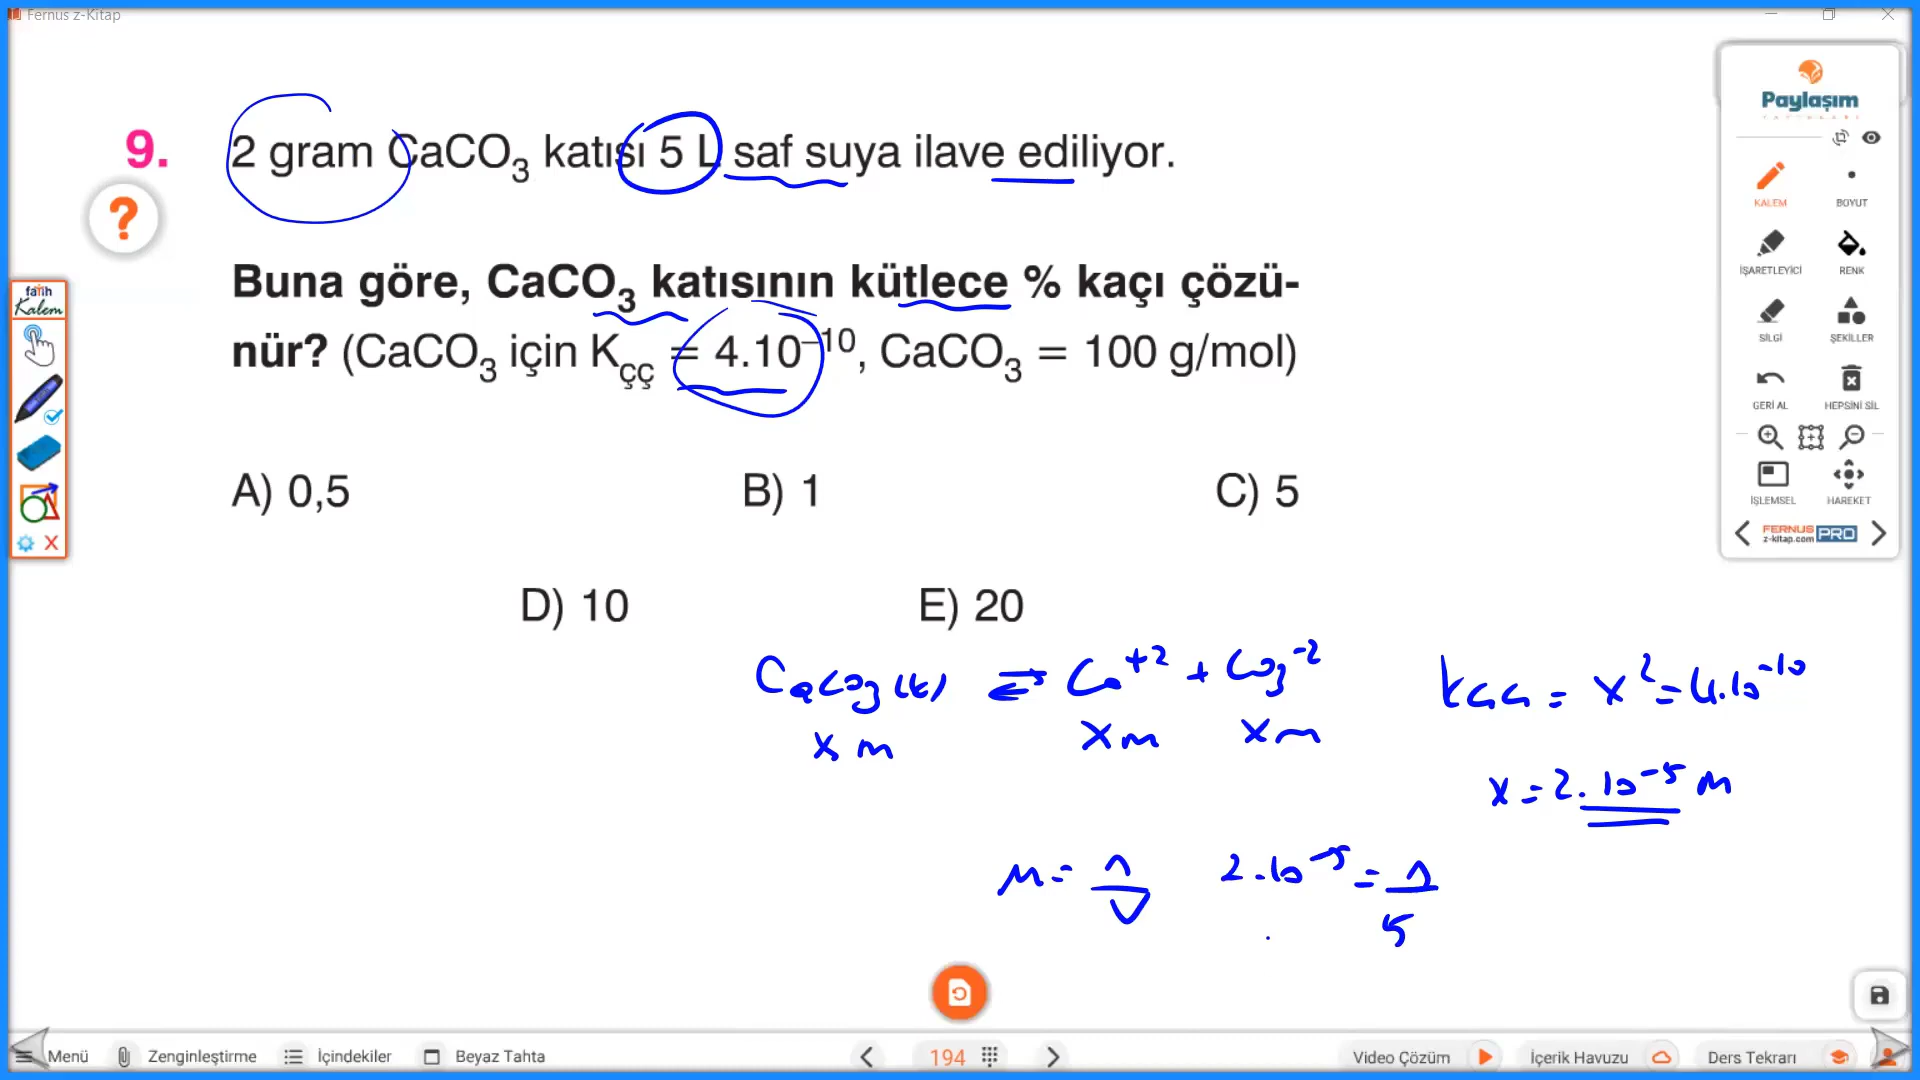 Fernus z-Kitap
9. 2 gram CaCO3 katısı 5 L saf suya ilave ediliyor.
Buna göre, CaCO3 katısının kütlece % kaçı çözü-
nür? (CaCO3 için Kçç = 4.10–10, CaCO3 = 100 g/mol)
A) 0,5 B) 1 C) 5
D) 10 E) 20
CaCO3(k) ⇌ Ca+2 + CO3-2
x m x m x m
kçç = x2 = 4.10-10
x = 2.10-5 M
M = n/V 2.10-5 = n/5
?
fatih
Kalem
Paylaşım
YAYINLARI
KALEM BOYUT
İŞARETLEYİCİ RENK
SİLGİ ŞEKİLLER
GERİ AL HEPSİNİ SİL
İŞLEMSEL HAREKET
FERNUS
z-kitap.com PRO
Menü Zenginleştirme İçindekiler Beyaz Tahta 194 Video Çözüm İçerik Havuzu Ders Tekrarı